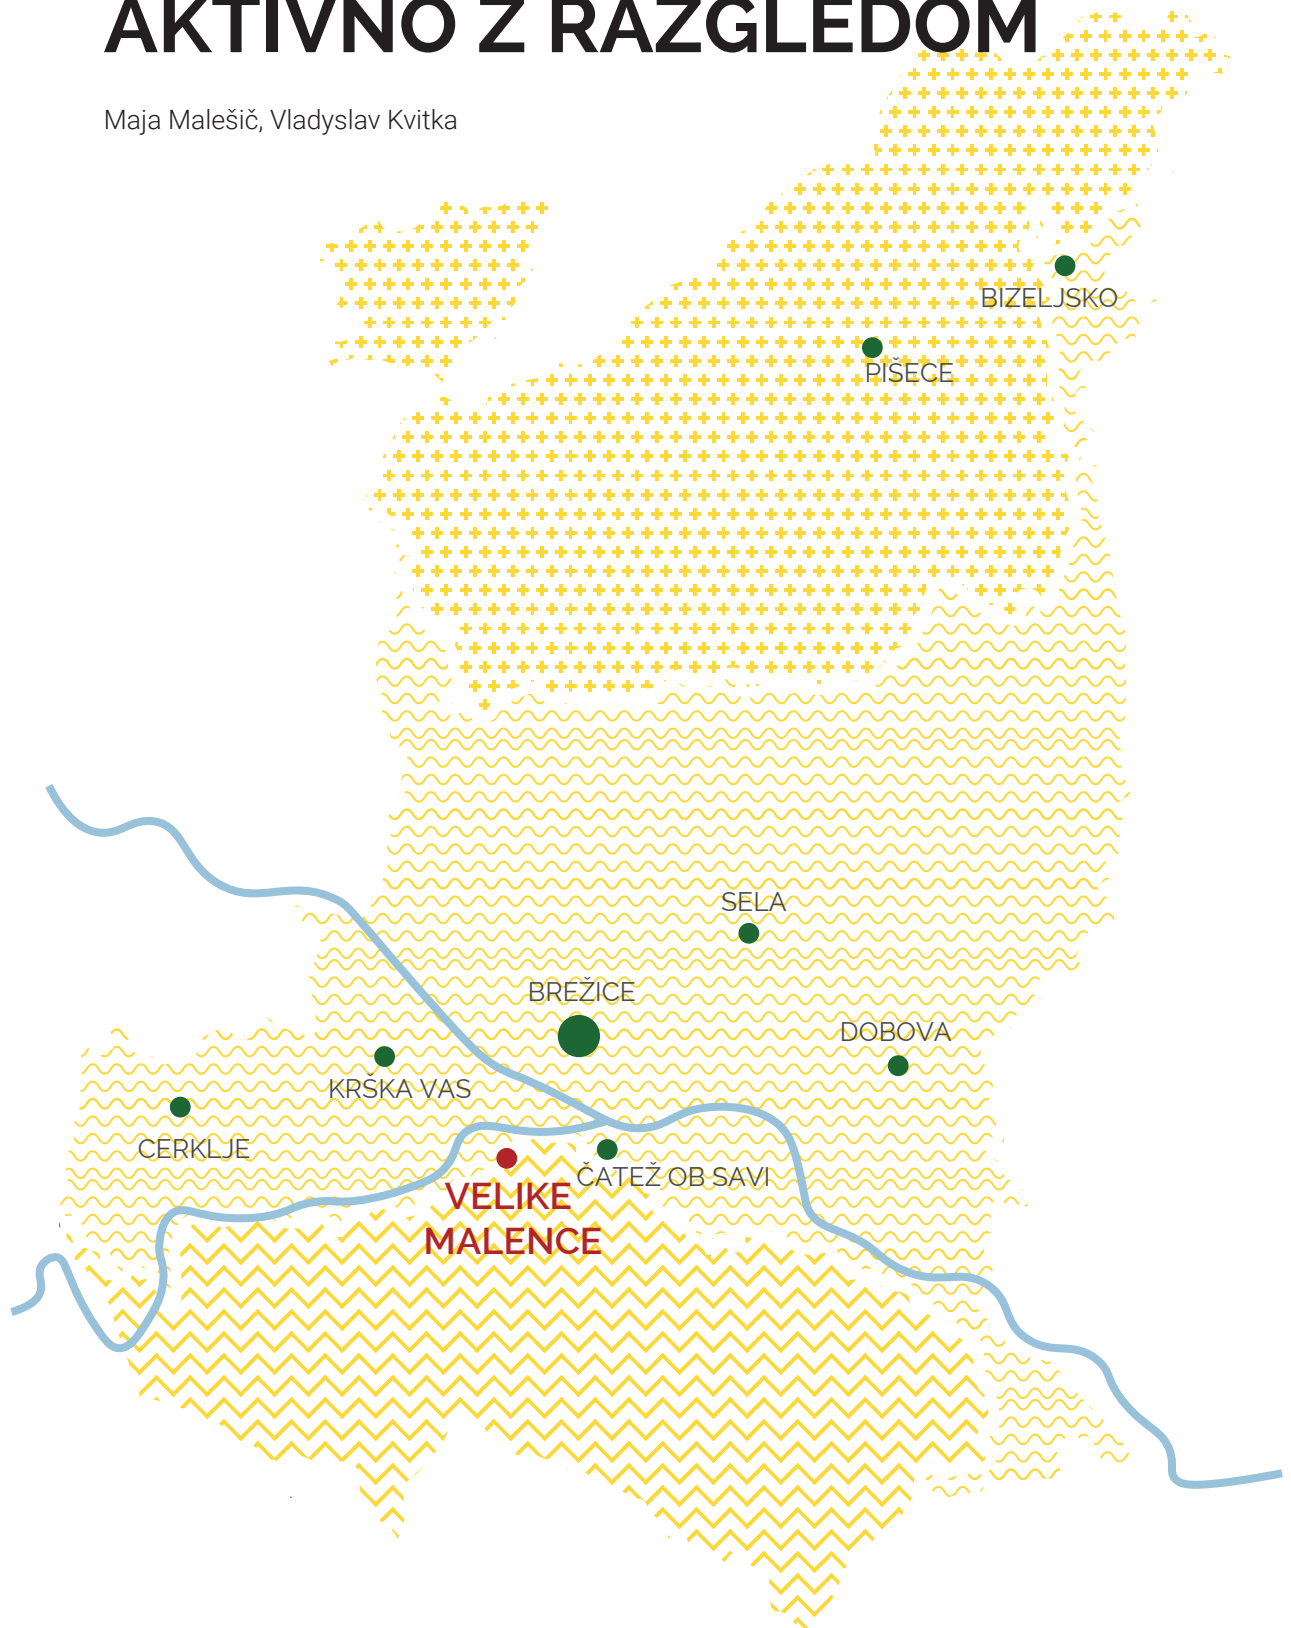 AKTIVNO Z RAZGLEDOM
Maja Malešič, Vladyslav Kvitka
BIZELJSKO
PIŠECE
SELA
BREŽICE
DOBOVA
KRŠKA VAS
CERKLJE
ČATEŽ OB SAVI
VELIKE
MALENCE